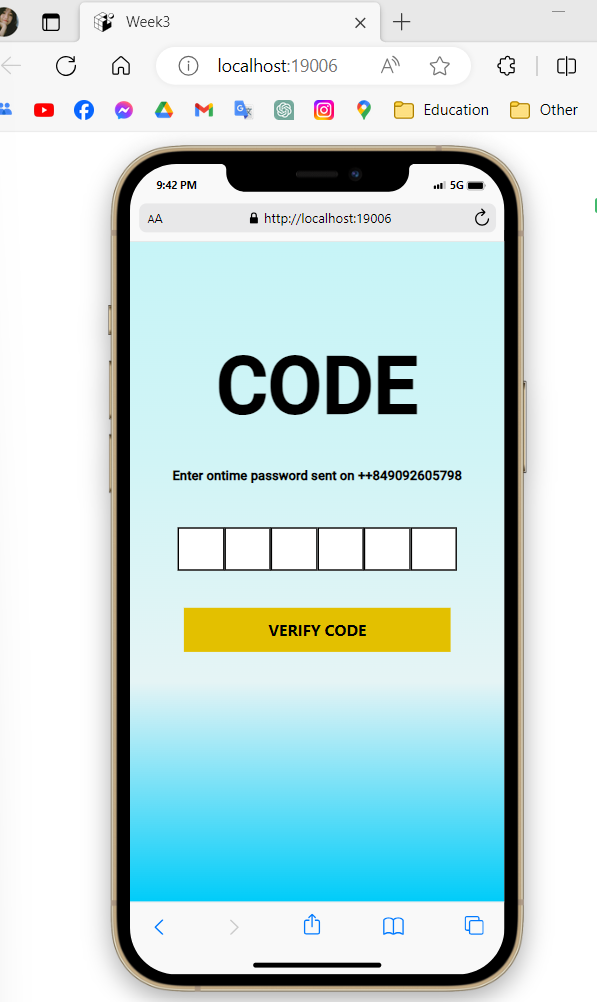 Week3
localhost:19006
A
Education
Other
9:42 PM
5G
AA
http://localhost:19006
CODE
Enter ontime password sent on ++849092605798
VERIFY CODE